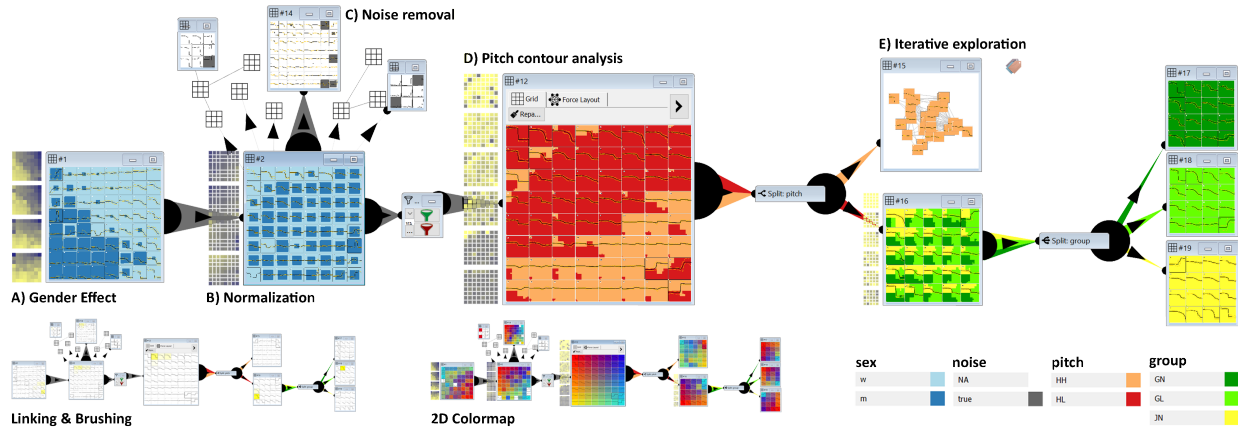 #14
C) Noise removal
E) Iterative exploration
D) Pitch contour analysis
#15
#17
#12
Grid
Force Layout
Repa...
#1
#2
#18
Split: pitch
#16
Split: group
#19
A) Gender Effect
B) Normalization
sex
noise
pitch
group
w
NA
HH
GN
m
true
HL
GL
JN
Linking & Brushing
2D Colormap